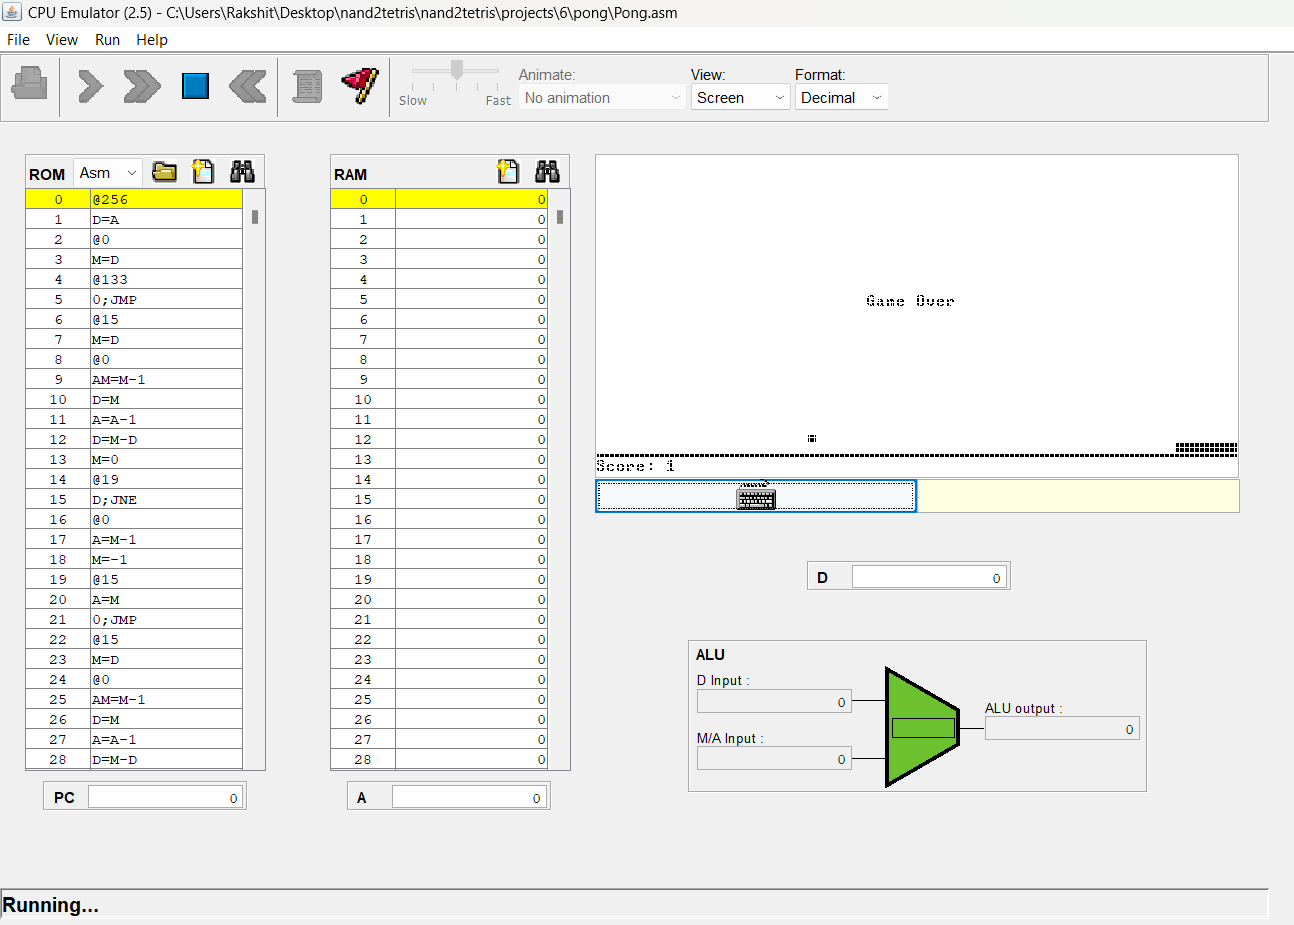 CPU Emulator (2.5) - C:\Users\Rakshit\Desktop\nand2tetris\nand2tetris\projects\6\pong\Pong.asm
File View Run Help
Slow Fast
Animate:
No animation
View:
Screen
Format:
Decimal
ROM Asm
0 @256
1 D=A
2 @0
3 M=D
4 @133
5 0;JMP
6 @15
7 M=D
8 @0
9 AM=M-1
10 D=M
11 A=A-1
12 D=M-D
13 M=0
14 @19
15 D;JNE
16 @0
17 A=M-1
18 M=-1
19 @15
20 A=M
21 0;JMP
22 @15
23 M=D
24 @0
25 AM=M-1
26 D=M
27 A=A-1
28 D=M-D
PC 0
RAM
0 0
1 0
2 0
3 0
4 0
5 0
6 0
7 0
8 0
9 0
10 0
11 0
12 0
13 0
14 0
15 0
16 0
17 0
18 0
19 0
20 0
21 0
22 0
23 0
24 0
25 0
26 0
27 0
28 0
A 0
Game Over
Score: 1
D 0
ALU
D Input :
0
M/A Input :
0
ALU output :
0
Running...